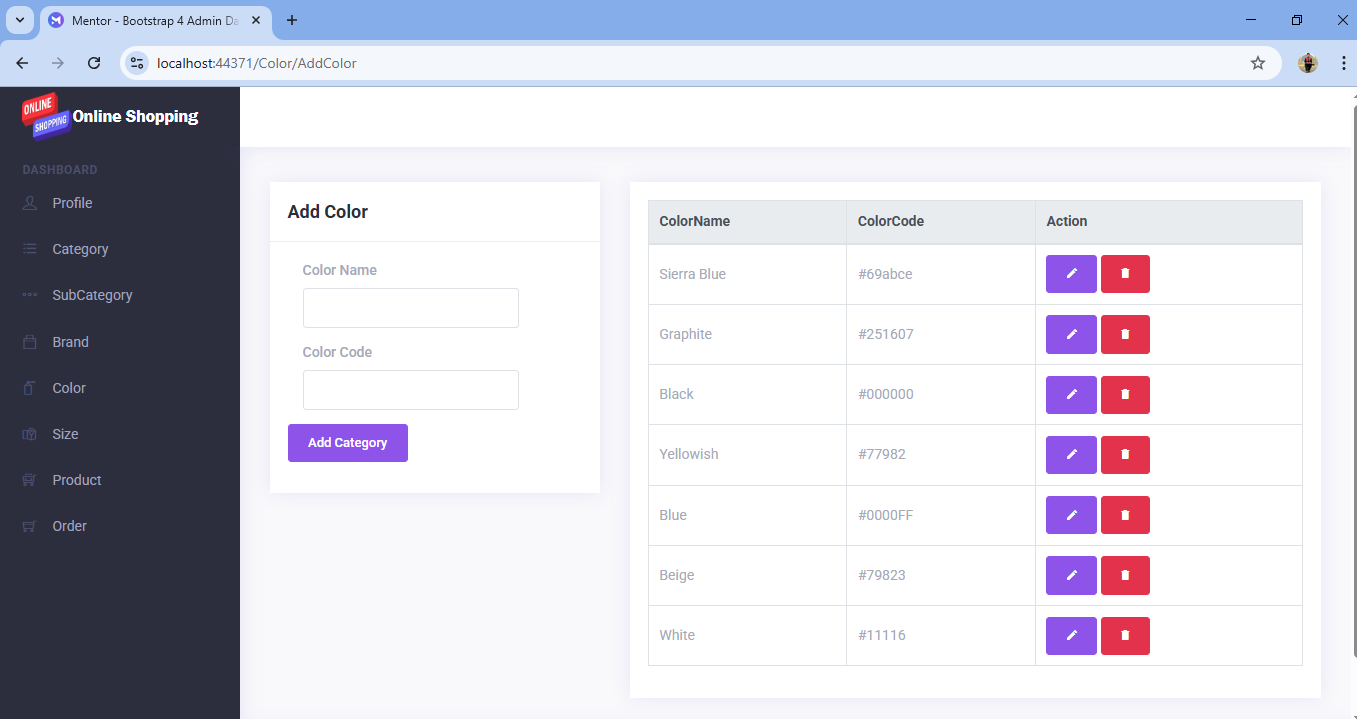 Mentor - Bootstrap 4 Admin Da
localhost:44371/Color/AddColor
ONLINE
SHOPPING
Online Shopping
DASHBOARD
Profile
Category
SubCategory
Brand
Color
Size
Product
Order
Add Color
Color Name
Color Code
Add Category
ColorName ColorCode Action
Sierra Blue #69abce
Graphite #251607
Black #000000
Yellowish #77982
Blue #0000FF
Beige #79823
White #11116